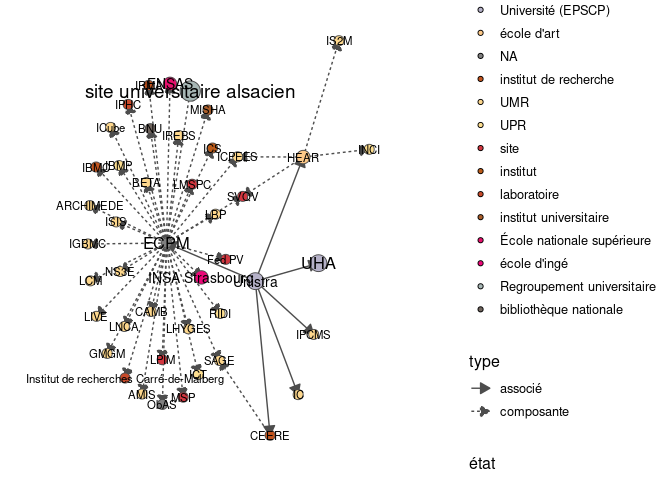 IS2M
ENSAS
site universitaire alsacien
IPHC
MISHA
ICube
BNU
IREBS
ICS
ICPEES
HEAR
INCI
IBMC
IBMP
BETA
LMSPC
SVCV
ARCHIMEDE
LBP
ISIS
IGBMC
ECPM
Fed PV
NS3E
INSA Strasbourg
Unistra
UHA
LCM
LIVE
CAMB
RIDI
LNCA
LHYGES
IPCMS
GMGM
LPIM
SAGE
Institut de recherches Carré-de-Malberg
ICT
AMIS
MSP
IC
ObAS
CEERE
Université (EPSCP)
école d'art
NA
institut de recherche
UMR
UPR
site
institut
laboratoire
institut universitaire
École nationale supérieure
école d'ingé
Regroupement universitaire
bibliothèque nationale
type
associé
composante
état